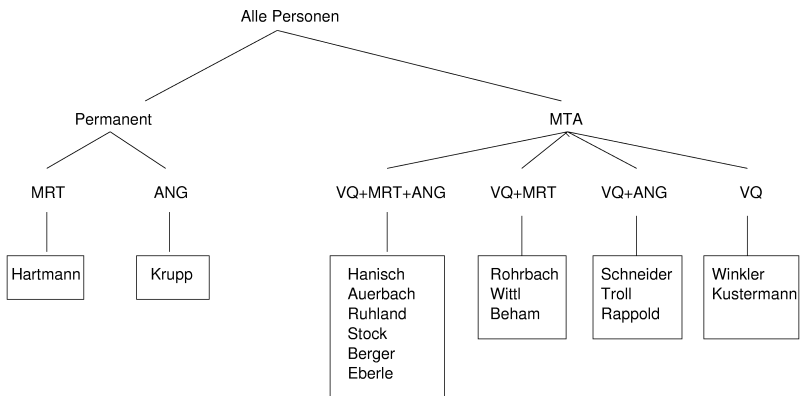 Alle Personen
Permanent
MTA
MRT
ANG
VQ+MRT+ANG
VQ+MRT
VQ+ANG
VQ
Hartmann
Krupp
Hanisch
Auerbach
Ruhland
Stock
Berger
Eberle
Rohrbach
Wittl
Beham
Schneider
Troll
Rappold
Winkler
Kustermann